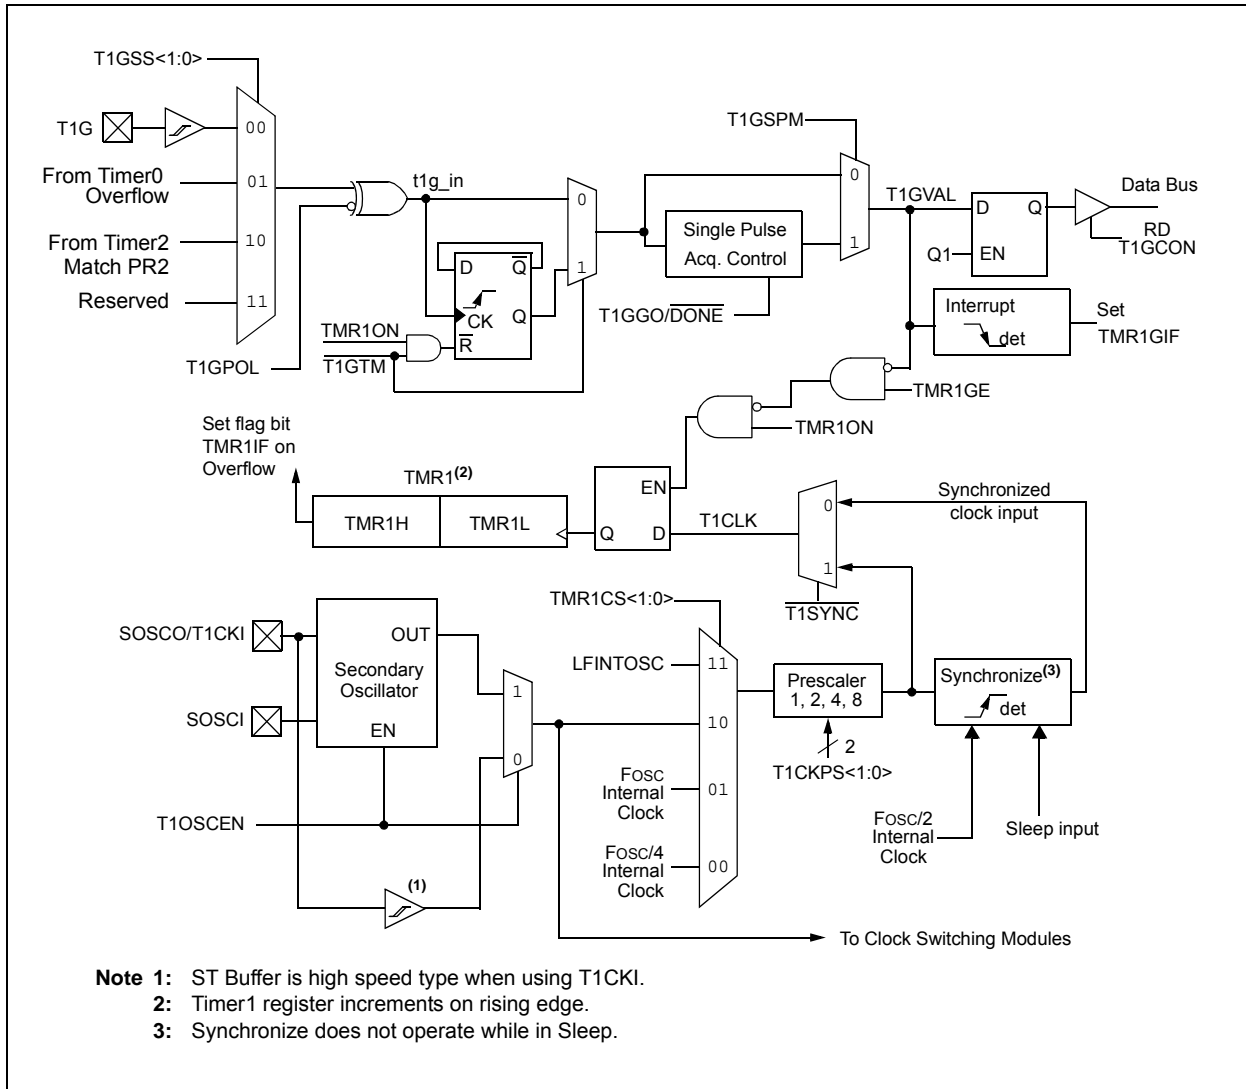 T1GSS<1:0>
T1G
00
From Timer0
Overflow
01
From Timer2
Match PR2
10
Reserved
11
T1GPOL
t1g_in
D
Q
CK
Q
R
TMR1ON
T1GTM
0
1
T1GSPM
Single Pulse
Acq. Control
T1GGO/DONE
0
1
T1GVAL
D
Q
Q1
EN
Data Bus
RD
T1GCON
Interrupt
det
Set
TMR1GIF
TMR1GE
TMR1ON
Set flag bit
TMR1IF on
Overflow
TMR1(2)
TMR1H
TMR1L
EN
Q
D
T1CLK
0
1
T1SYNC
Synchronized
clock input
SOSCO/T1CKI
OUT
Secondary
Oscillator
SOSCI
EN
1
0
T1OSCEN
(1)
TMR1CS<1:0>
LFINTOSC
11
10
FOSC
Internal
Clock
01
FOSC/4
Internal
Clock
00
Prescaler
1, 2, 4, 8
2
T1CKPS<1:0>
Synchronize(3)
det
FOSC/2
Internal
Clock
Sleep input
To Clock Switching Modules
Note 1: ST Buffer is high speed type when using T1CKI.
2: Timer1 register increments on rising edge.
3: Synchronize does not operate while in Sleep.